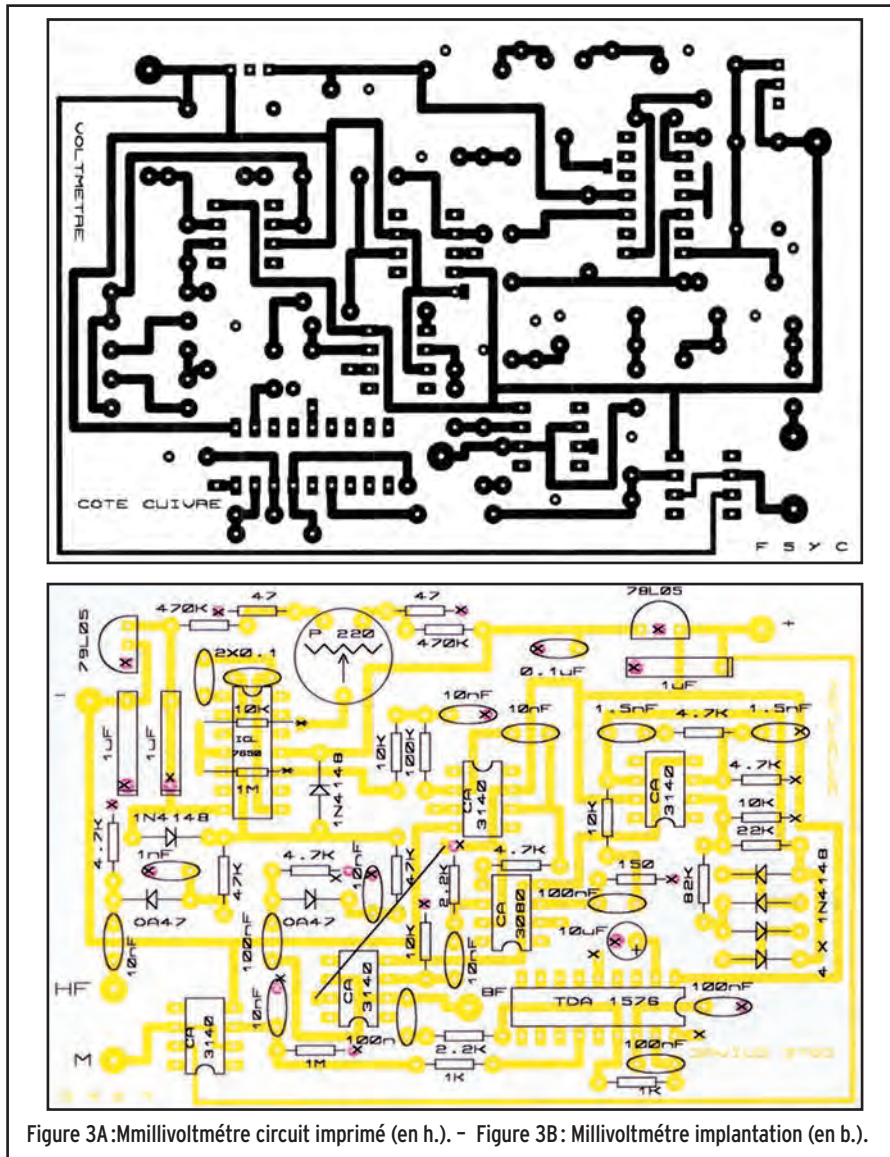 VOLTMETRE
COTE CUIVRE
F 5 Y C
78L05
79L05
470K
47
47
470K
P 220
+
2X0.1
0.1uF
1uF
-
10K
10nF
10nF
1.5nF
4.7K
1.5nF
ICL
7650
1uF
1uF
10K
100K
4.7K
1M
1N4148
CA
3140
10K
CA
3140
10K
22K
1N4148
4.7K
4.7K
4.7K
150
1nF
47K
10nF
47K
2.2K
CA
3080
100nF
82K
4 X 1N4148
OA47
OA47
10K
10uF
+
10nF
100nF
10nF
HF
10nF
CA
3140
BF
TDA 1576
100nF
CA
3140
100n
M
1M
2.2K
1K
100nF
1K
Figure 3A :Mmillivoltmétre circuit imprimé (en h.). – Figure 3B : Millivoltmétre implantation (en b.).